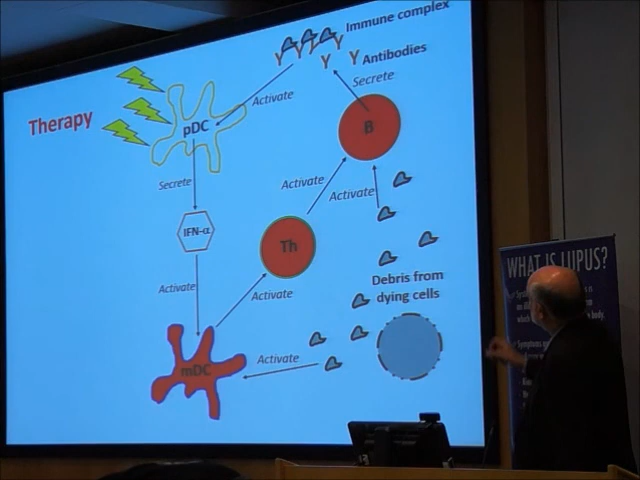 Immune complex
Antibodies
Secrete
Activate
Therapy
pDC
B
Secrete
Activate
Activate
IFN-α
Th
Activate
Activate
Debris from
dying cells
mDC
Activate
WHAT IS LUPUS?